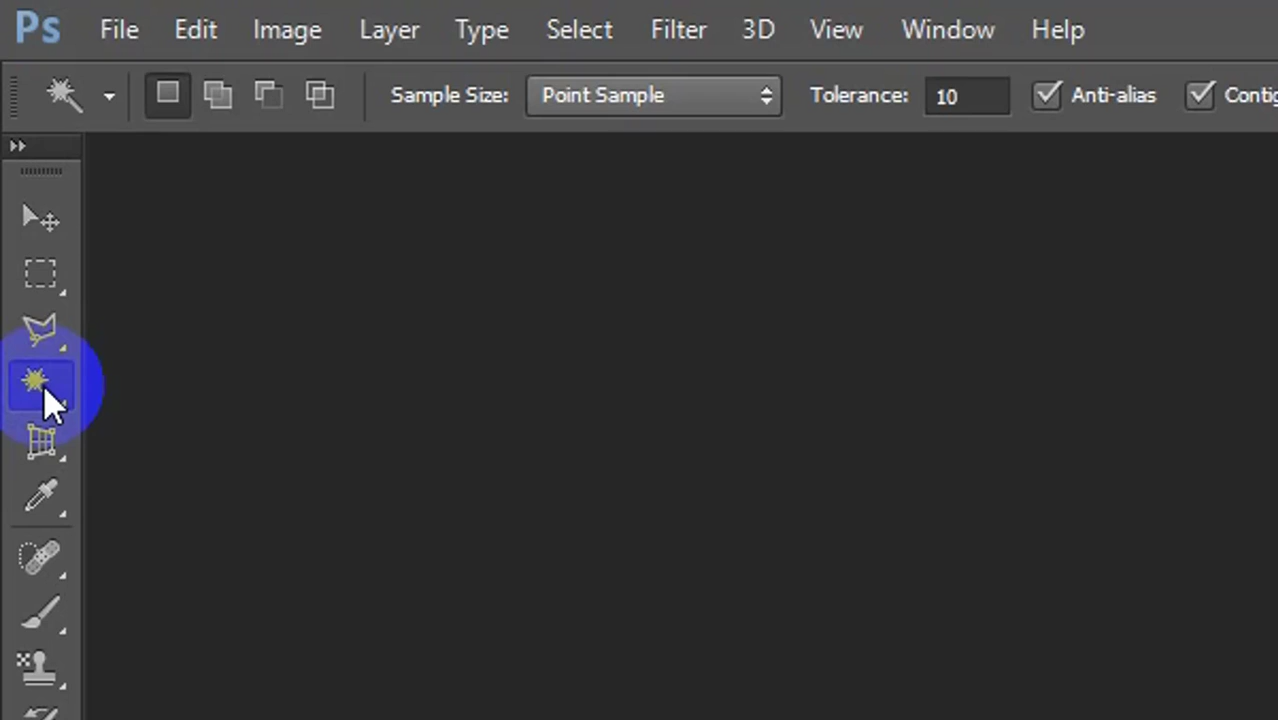 Ps File Edit Image Layer Type Select Filter 3D View Window Help
Sample Size: Point Sample Tolerance: 10 Anti-alias Contig